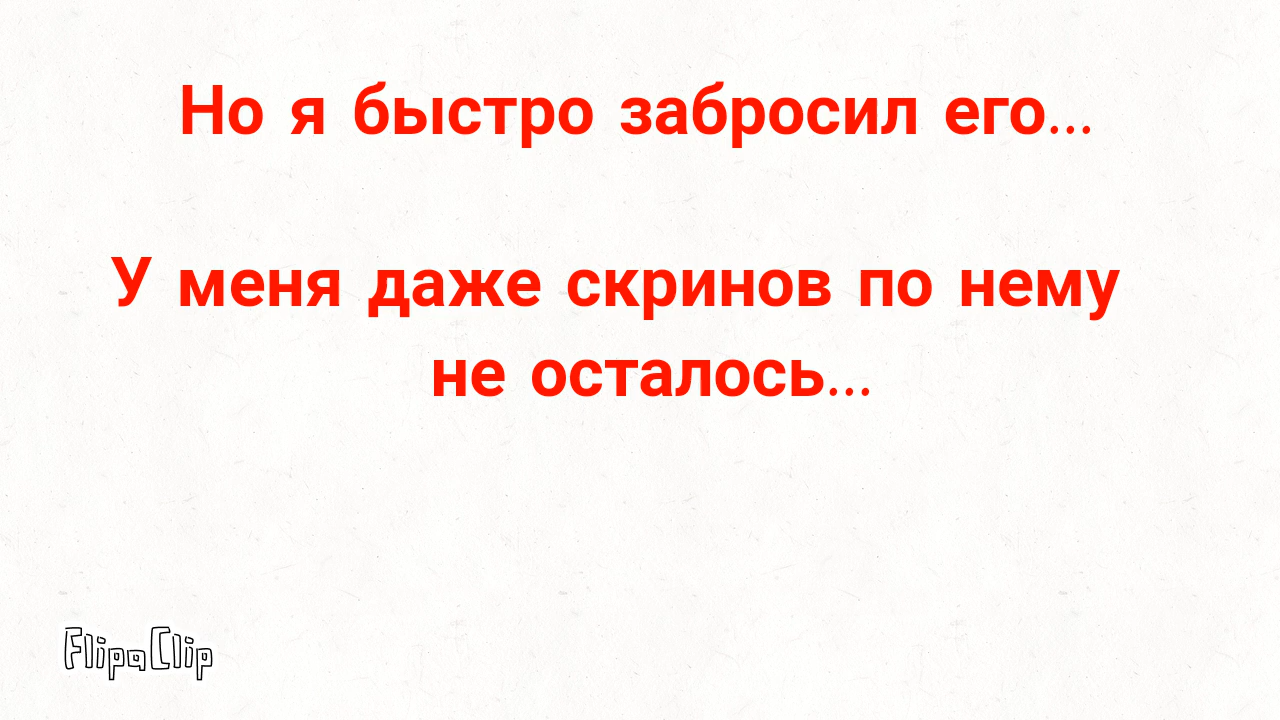 Но я быстро забросил его...
У меня даже скринов по нему
не осталось...
FlipaClip